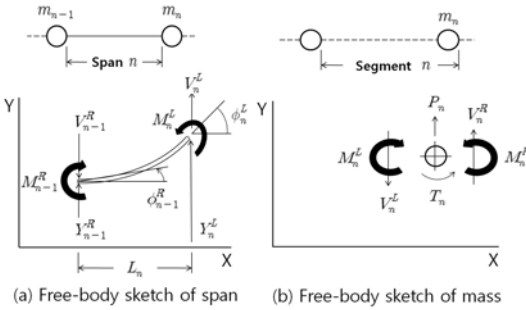 m_{n-1} m_n
Span n
Y
V_{n-1}^R
M_{n-1}^R
Y_{n-1}^R
ϕ_{n-1}^R
V_n^L
M_n^L
ϕ_n^L
Y_n^L
L_n
X
(a) Free-body sketch of span
m_n
Segment n
Y
P_n
V_n^R
M_n^L
V_n^L
T_n
X
(b) Free-body sketch of mass